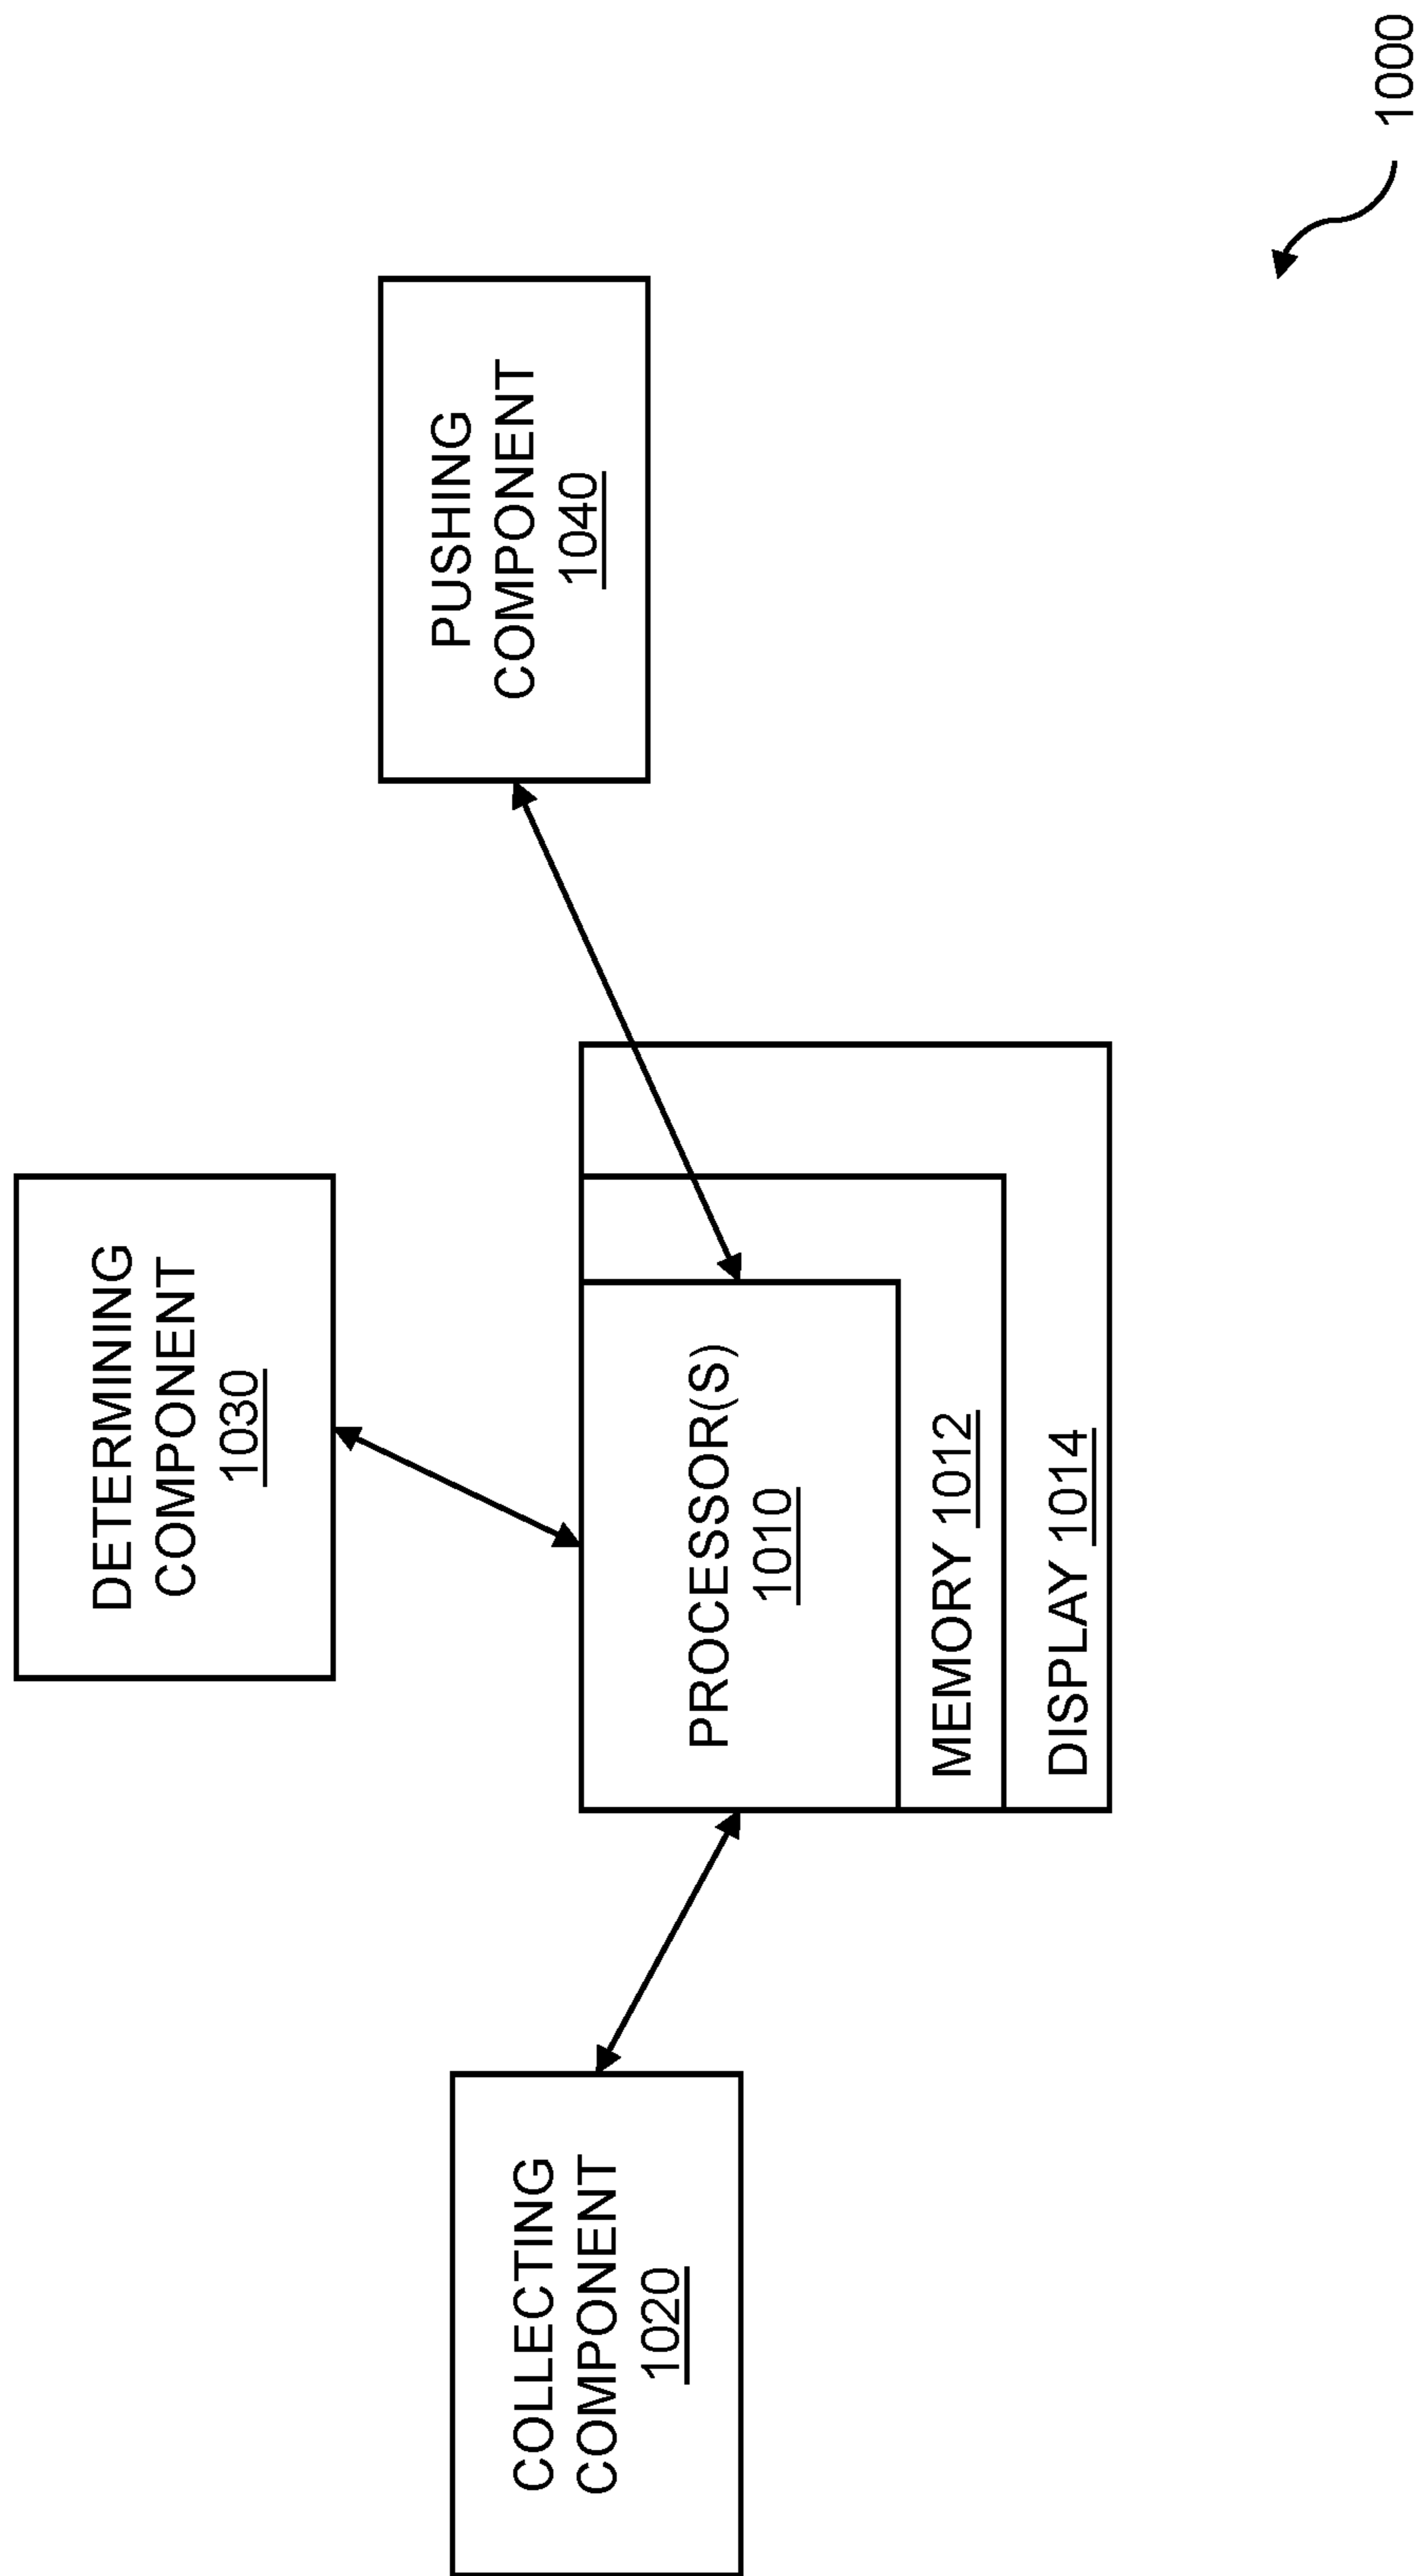 DETERMINING
COMPONENT
1030
COLLECTING
COMPONENT
1020
PUSHING
COMPONENT
1040
PROCESSOR(S)
1010
MEMORY 1012
DISPLAY 1014
1000